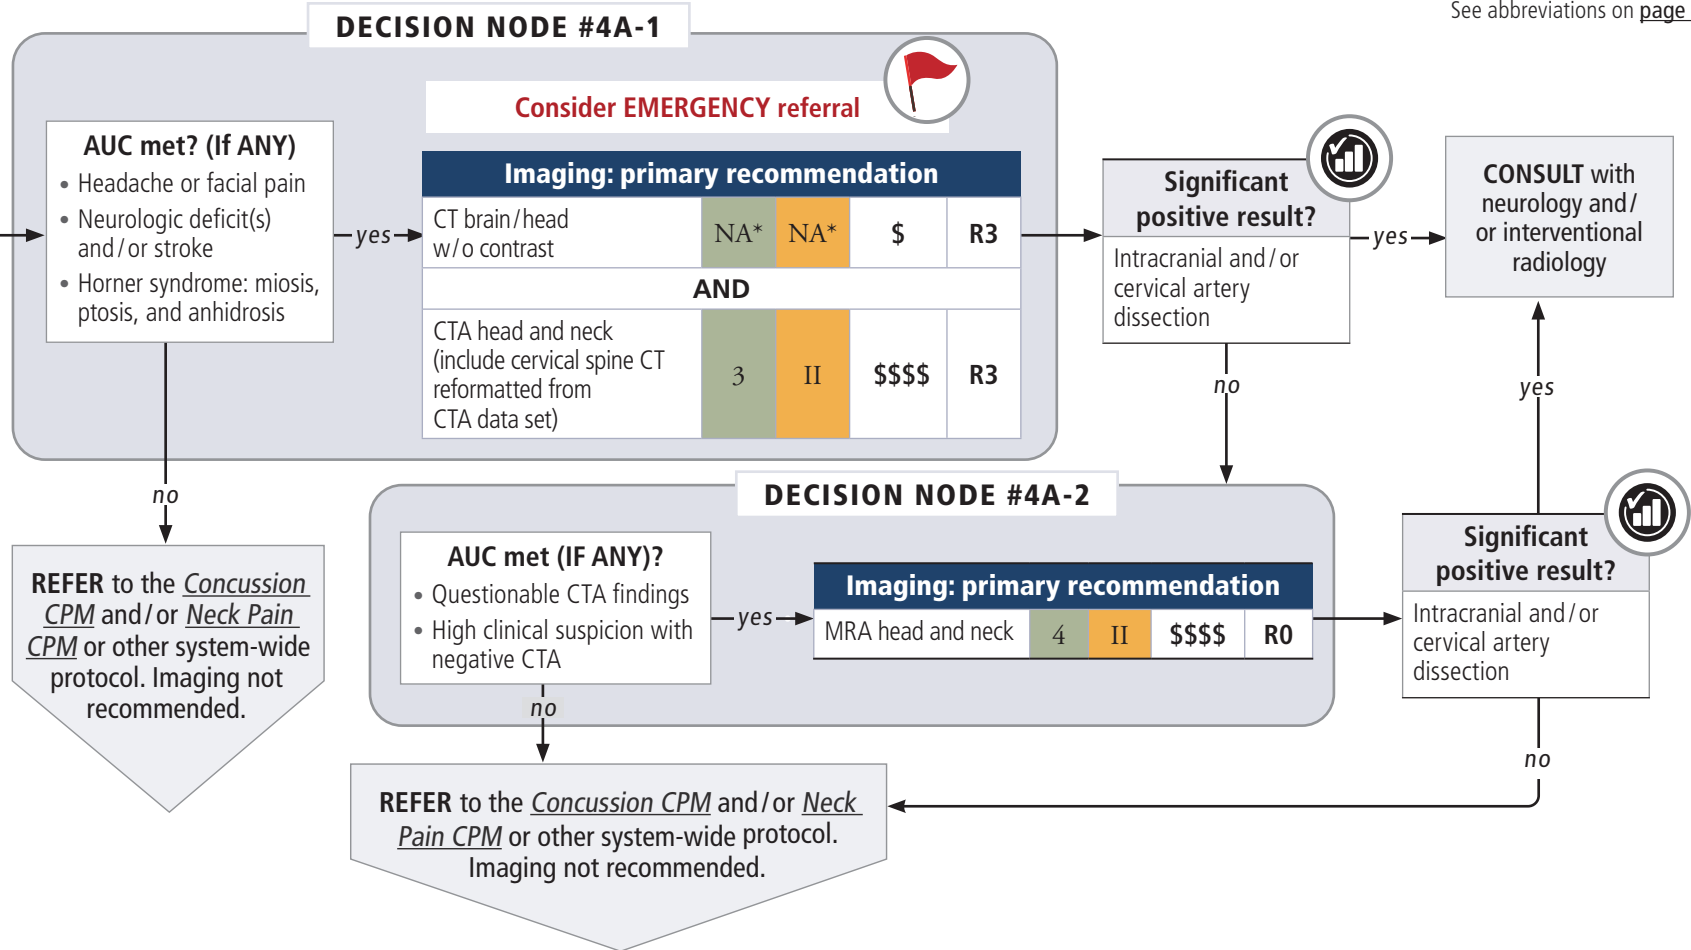 See abbreviations on page
DECISION NODE #4A-1
Consider EMERGENCY referral
AUC met? (If ANY)
• Headache or facial pain
• Neurologic deficit(s)
and/or stroke
• Horner syndrome: miosis,
ptosis, and anhidrosis
yes
Imaging: primary recommendation
CT brain/head
w/o contrast
NA* NA* $ R3
AND
CTA head and neck
(include cervical spine CT
reformatted from
CTA data set)
3 II $$$$ R3
Significant
positive result?
Intracranial and/or
cervical artery
dissection
yes
CONSULT with
neurology and/
or interventional
radiology
no
yes
no
REFER to the Concussion
CPM and/or Neck Pain
CPM or other system-wide
protocol. Imaging not
recommended.
DECISION NODE #4A-2
AUC met (IF ANY)?
• Questionable CTA findings
• High clinical suspicion with
negative CTA
yes
Imaging: primary recommendation
MRA head and neck 4 II $$$$ R0
Significant
positive result?
Intracranial and/or
cervical artery
dissection
no
no
REFER to the Concussion CPM and/or Neck
Pain CPM or other system-wide protocol.
Imaging not recommended.